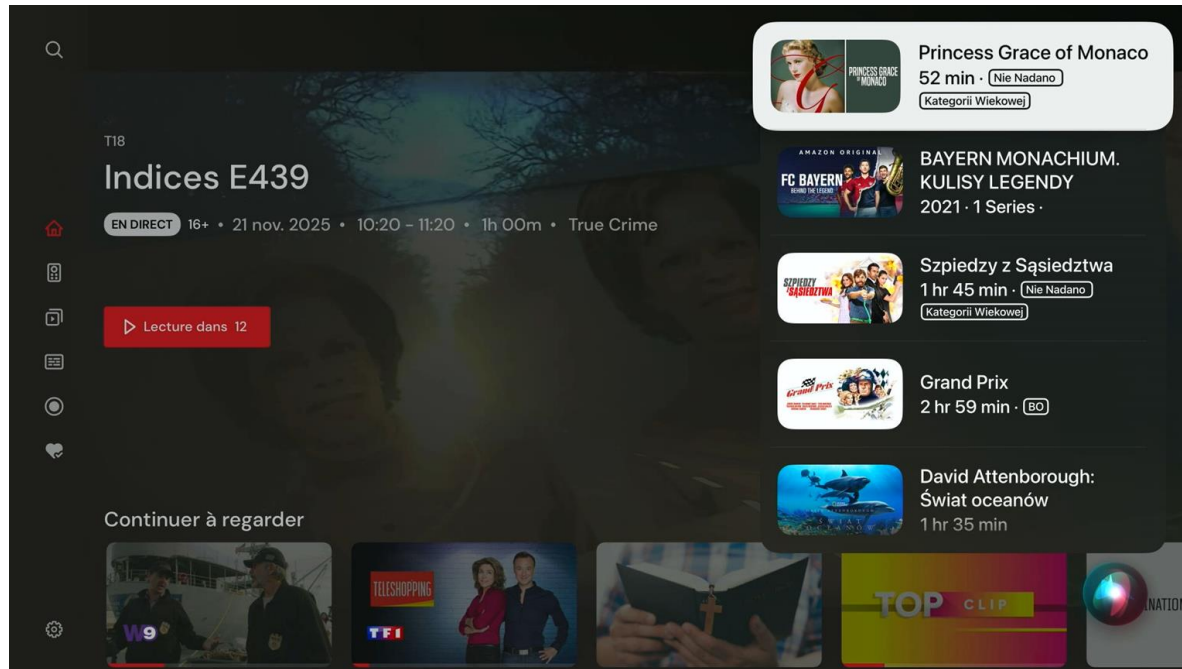 T18
Indices E439
EN DIRECT 16+ • 21 nov. 2025 • 10:20 – 11:20 • 1h 00m • True Crime
Lecture dans 12
Continuer à regarder
W9
TELESHOPPING
TF1
TOP CLIP
PRINCESS GRACE
OF MONACO
Princess Grace of Monaco
52 min · Nie Nadano
Kategorii Wiekowej
AMAZON ORIGINAL
FC BAYERN
BEHIND THE LEGEND
BAYERN MONACHIUM.
KULISY LEGENDY
2021 · 1 Series ·
SZPIEDZY
Z SĄSIEDZTWA
Szpiedzy z Sąsiedztwa
1 hr 45 min · Nie Nadano
Kategorii Wiekowej
Grand Prix
Grand Prix
2 hr 59 min · BO
ŚWIAT
OCEANÓW
David Attenborough:
Świat oceanów
1 hr 35 min